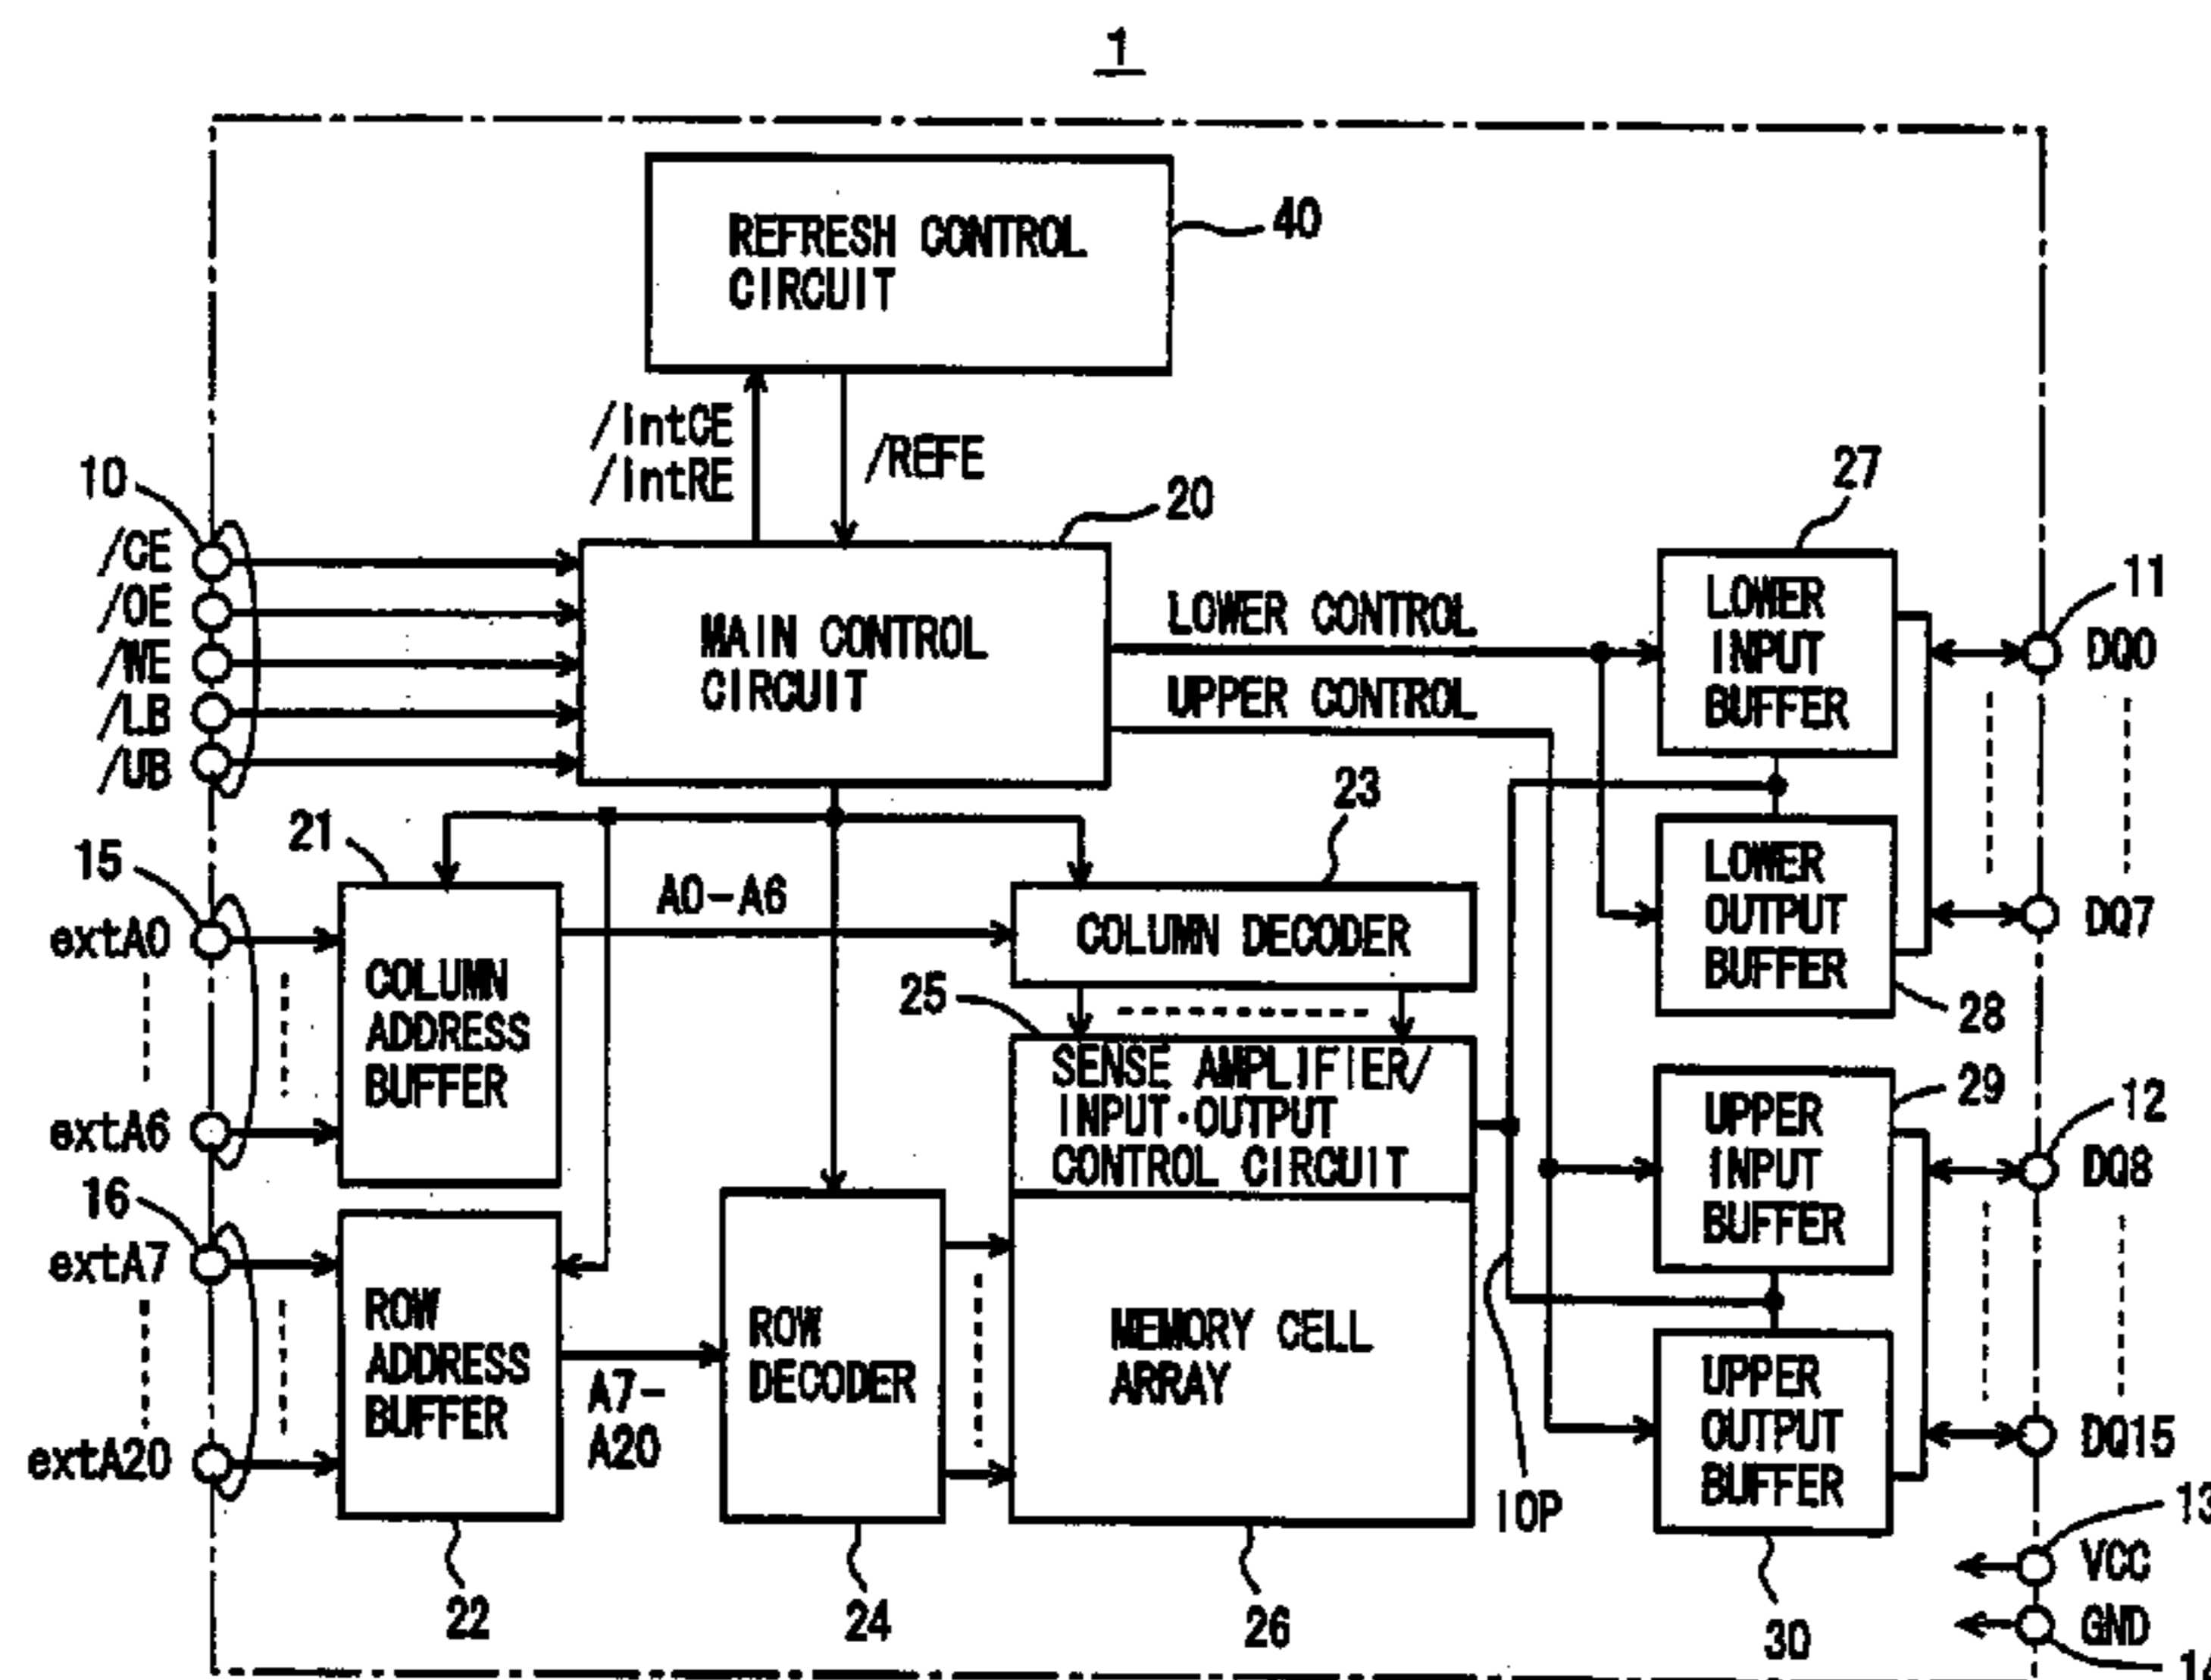 1
REFRESH CONTROL
CIRCUIT
40
/intCE
/intRE
/REFE
10
20
27
/CE
/OE
/WE
/LB
/UB
MAIN CONTROL
CIRCUIT
LOWER CONTROL
UPPER CONTROL
LOWER
INPUT
BUFFER
11
DQ0
21
23
15
A0-A6
extA0
extA6
COLUMN
ADDRESS
BUFFER
COLUMN DECODER
LOWER
OUTPUT
BUFFER
DQ7
28
25
SENSE AMPLIFIER/
INPUT·OUTPUT
CONTROL CIRCUIT
29
UPPER
INPUT
BUFFER
12
DQ8
16
extA7
extA20
ROW
ADDRESS
BUFFER
A7-
A20
ROW
DECODER
MEMORY CELL
ARRAY
IOP
UPPER
OUTPUT
BUFFER
DQ15
13
VCC
GND
22
24
26
30